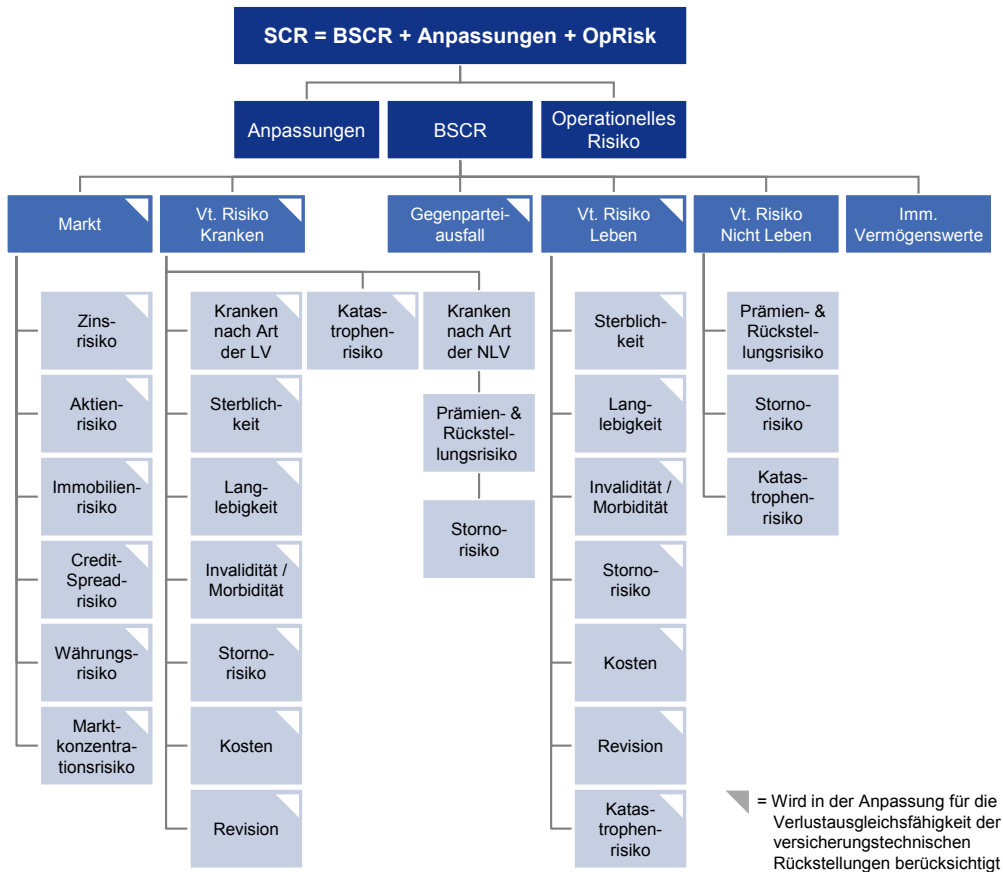 SCR = BSCR + Anpassungen + OpRisk
Anpassungen
BSCR
Operationelles
Risiko
Markt
Vt. Risiko
Kranken
Gegenpartei-
ausfall
Vt. Risiko
Leben
Vt. Risiko
Nicht Leben
Imm.
Vermögenswerte
Zins-
risiko
Aktien-
risiko
Immobilien-
risiko
Credit-
Spread-
risiko
Währungs-
risiko
Markt-
konzentra-
tionsrisiko
Kranken
nach Art
der LV
Sterblich-
keit
Lang-
lebigkeit
Invalidität /
Morbidität
Storno-
risiko
Kosten
Revision
Katas-
trophen-
risiko
Kranken
nach Art
der NLV
Prämien- &
Rückstel-
lungsrisiko
Storno-
risiko
Sterblich-
keit
Lang-
lebigkeit
Invalidität /
Morbidität
Storno-
risiko
Kosten
Revision
Katas-
trophen-
risiko
Prämien- &
Rückstel-
lungsrisiko
Storno-
risiko
Katas-
trophen-
risiko
= Wird in der Anpassung für die
Verlustausgleichsfähigkeit der
versicherungstechnischen
Rückstellungen berücksichtigt